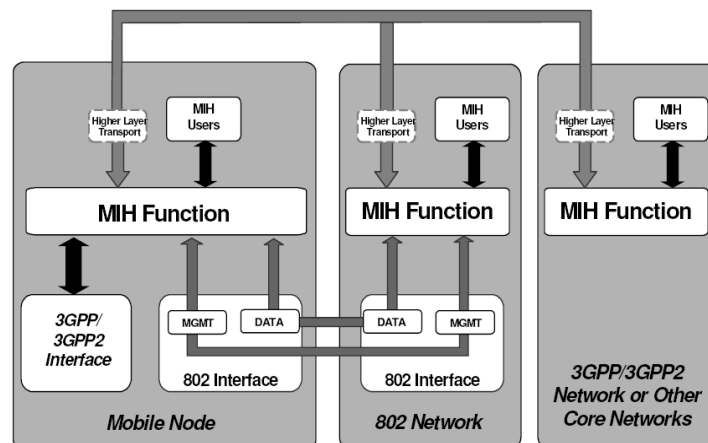 Higher Layer
Transport
MIH
Users
MIH Function
3GPP/
3GPP2
Interface
MGMT
DATA
802 Interface
Mobile Node
Higher Layer
Transport
MIH
Users
MIH Function
DATA
MGMT
802 Interface
802 Network
Higher Layer
Transport
MIH
Users
MIH Function
3GPP/3GPP2
Network or Other
Core Networks